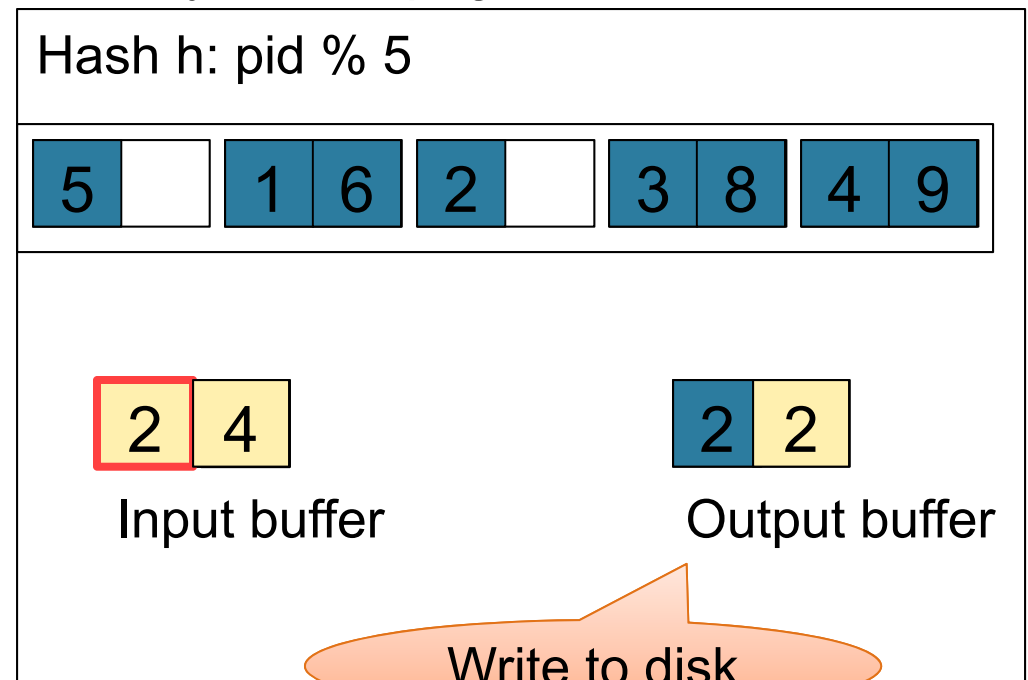 Hash h: pid % 5
5 1 6 2 3 8 4 9
2 4 2 2
Input buffer Output buffer
Write to disk